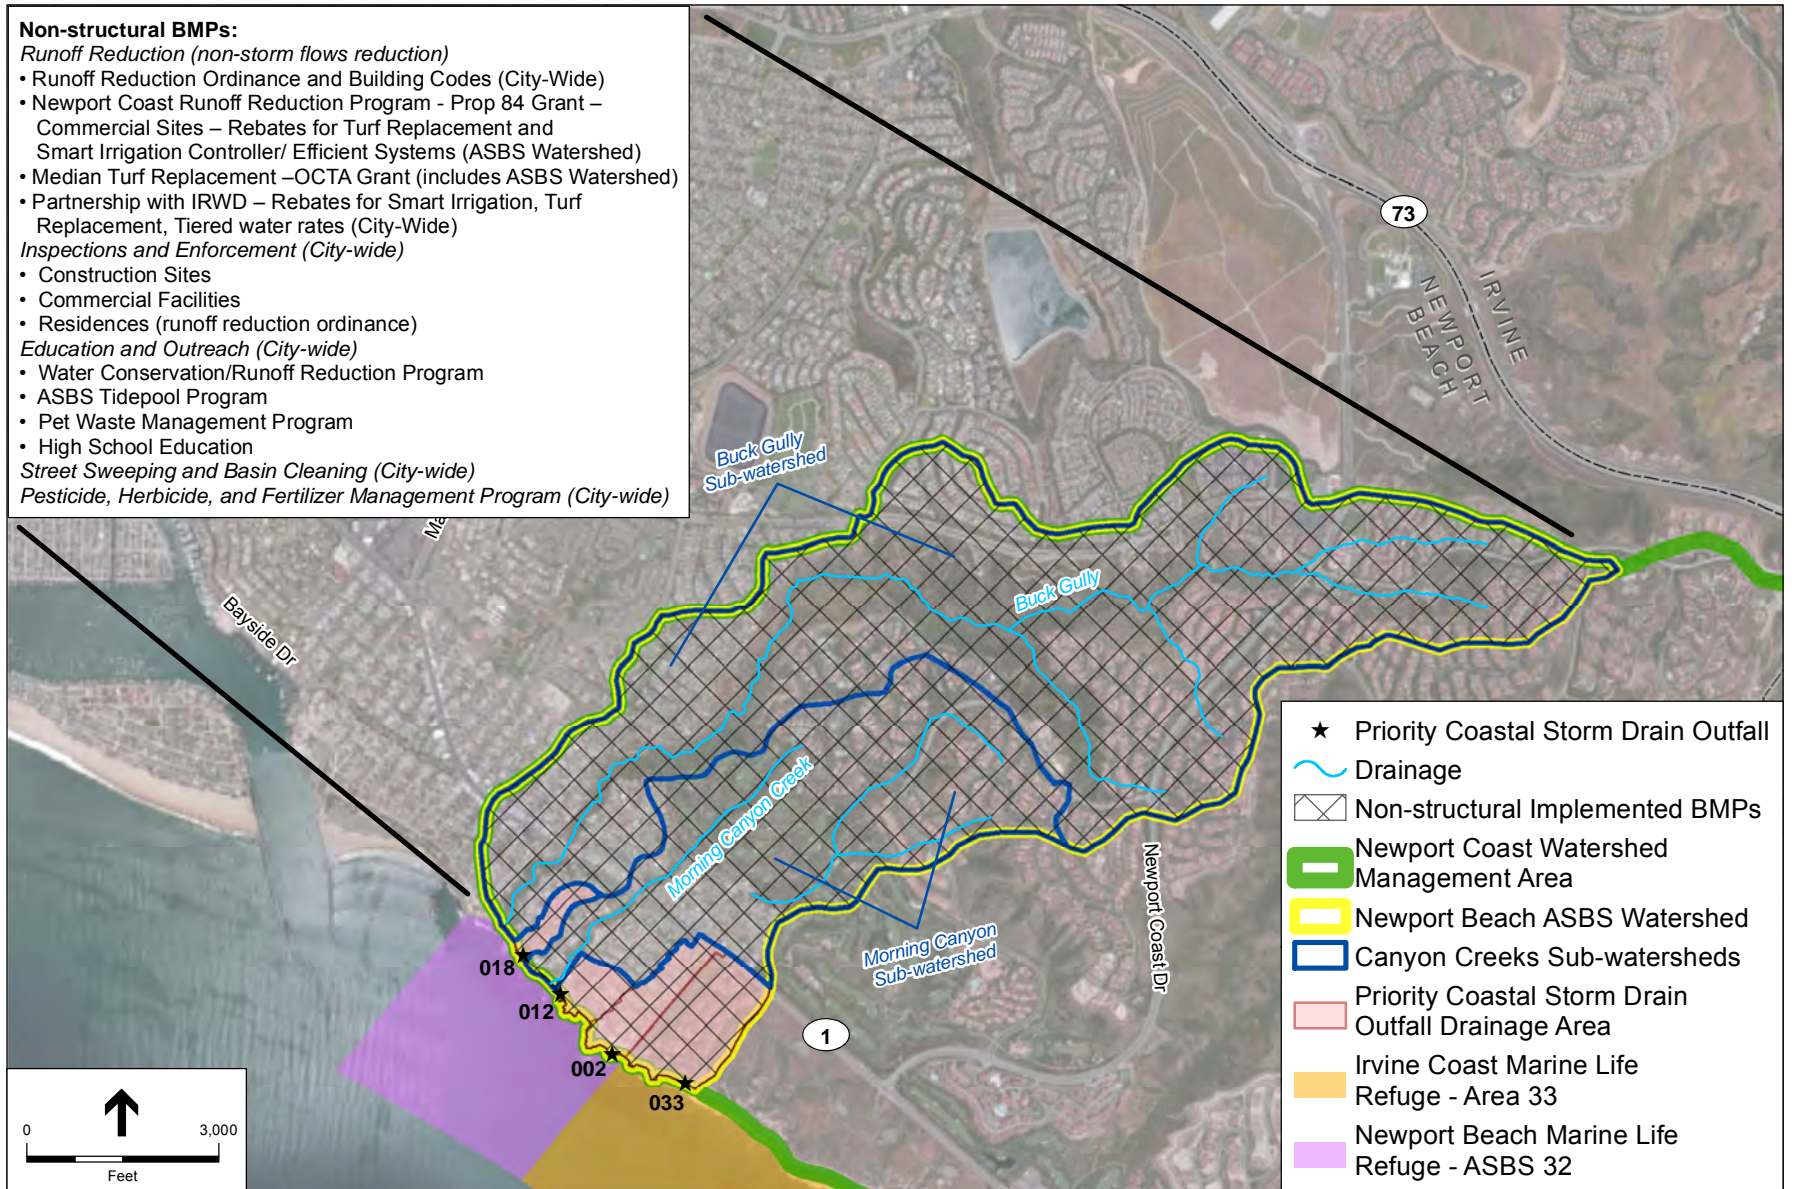 Non-structural BMPs:
Runoff Reduction (non-storm flows reduction)
• Runoff Reduction Ordinance and Building Codes (City-Wide)
• Newport Coast Runoff Reduction Program - Prop 84 Grant –
Commercial Sites – Rebates for Turf Replacement and
Smart Irrigation Controller/ Efficient Systems (ASBS Watershed)
• Median Turf Replacement –OCTA Grant (includes ASBS Watershed)
• Partnership with IRWD – Rebates for Smart Irrigation, Turf
Replacement, Tiered water rates (City-Wide)
Inspections and Enforcement (City-wide)
• Construction Sites
• Commercial Facilities
• Residences (runoff reduction ordinance)
Education and Outreach (City-wide)
• Water Conservation/Runoff Reduction Program
• ASBS Tidepool Program
• Pet Waste Management Program
• High School Education
Street Sweeping and Basin Cleaning (City-wide)
Pesticide, Herbicide, and Fertilizer Management Program (City-wide)
73
IRVINE
NEWPORT
BEACH
Buck Gully
Sub-watershed
Ma
Bayside Dr
Buck Gully
Morning Canyon Creek
Newport Coast Dr
Morning Canyon
Sub-watershed
018
012
002
033
1
0 3,000
Feet
Priority Coastal Storm Drain Outfall
Drainage
Non-structural Implemented BMPs
Newport Coast Watershed
Management Area
Newport Beach ASBS Watershed
Canyon Creeks Sub-watersheds
Priority Coastal Storm Drain
Outfall Drainage Area
Irvine Coast Marine Life
Refuge - Area 33
Newport Beach Marine Life
Refuge - ASBS 32